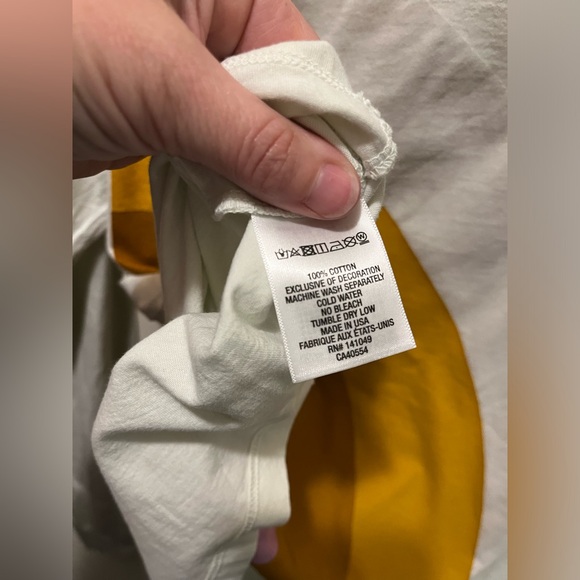 100% COTTON
EXCLUSIVE OF DECORATION
MACHINE WASH SEPARATELY
COLD WATER
NO BLEACH
TUMBLE DRY LOW
MADE IN USA
FABRIQUE AUX ÉTATS-UNIS
RN# 141049
CA40554